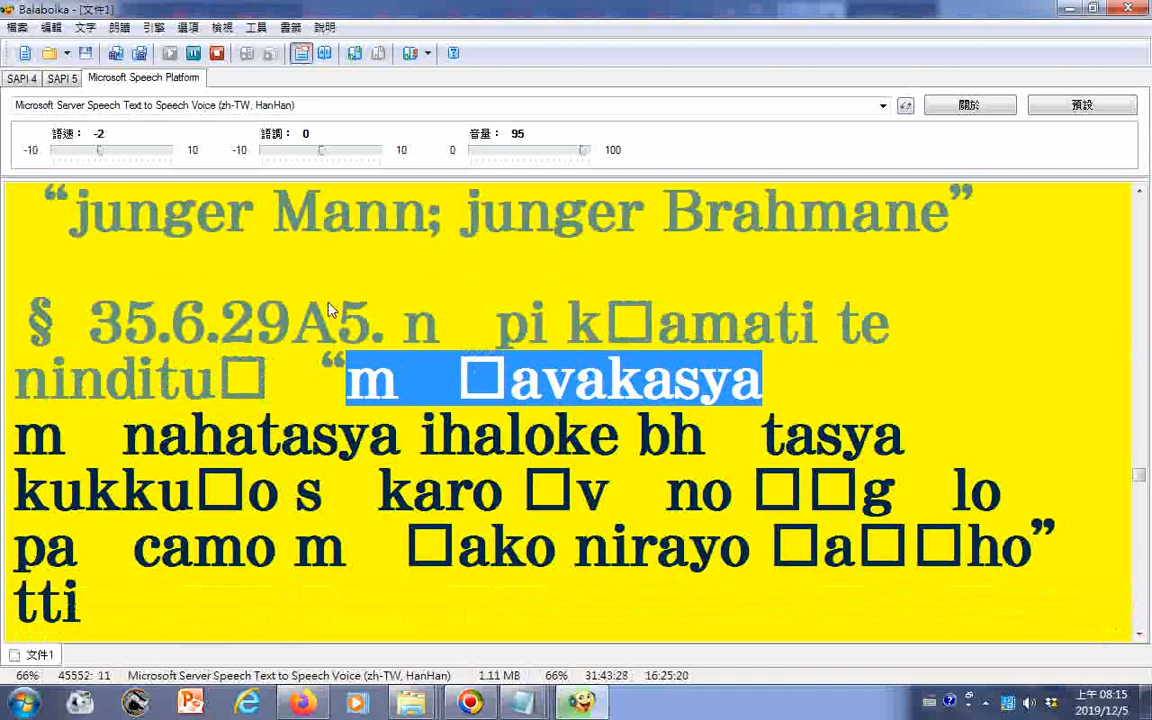 Balabolka - [文件1]
檔案 編輯 文字 朗讀 引擎 選項 檢視 工具 書籤 說明
SAPI 4 SAPI 5 Microsoft Speech Platform
Microsoft Server Speech Text to Speech Voice (zh-TW, HanHan) 關於 預設
語速： -2 語調： 0 音量： 95
-10 10 -10 10 0 100
“junger Mann; junger Brahmane”
§ 35.6.29A5. n pi k□amati te
ninditu□ “m □avakasya
m nahatasya ihaloke bh tasya
kukku□o s karo □v no □□g lo
pa camo m □ako nirayo □a□□ho”
tti
文件1
66% 45552: 11 Microsoft Server Speech Text to Speech Voice (zh-TW, HanHan) 1.11 MB 66% 31:43:28 16:25:20
上午 08:15
2019/12/5